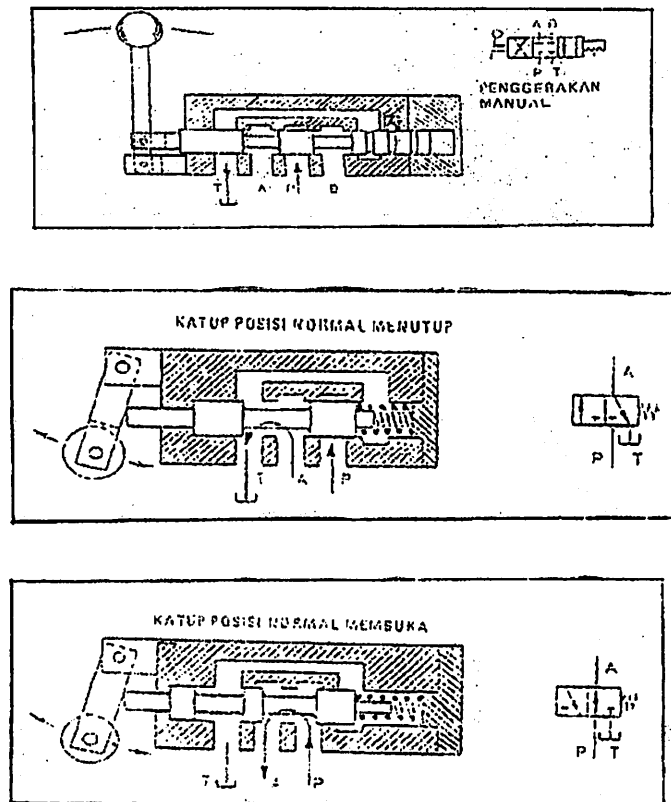 A B
P T
PENGGERAKAN
MANUAL
T A P B
KATUP POSISI NORMAL MENUTUP
A
P T
T A P
KATUP POSISI NORMAL MEMBUKA
A
P T
T A P